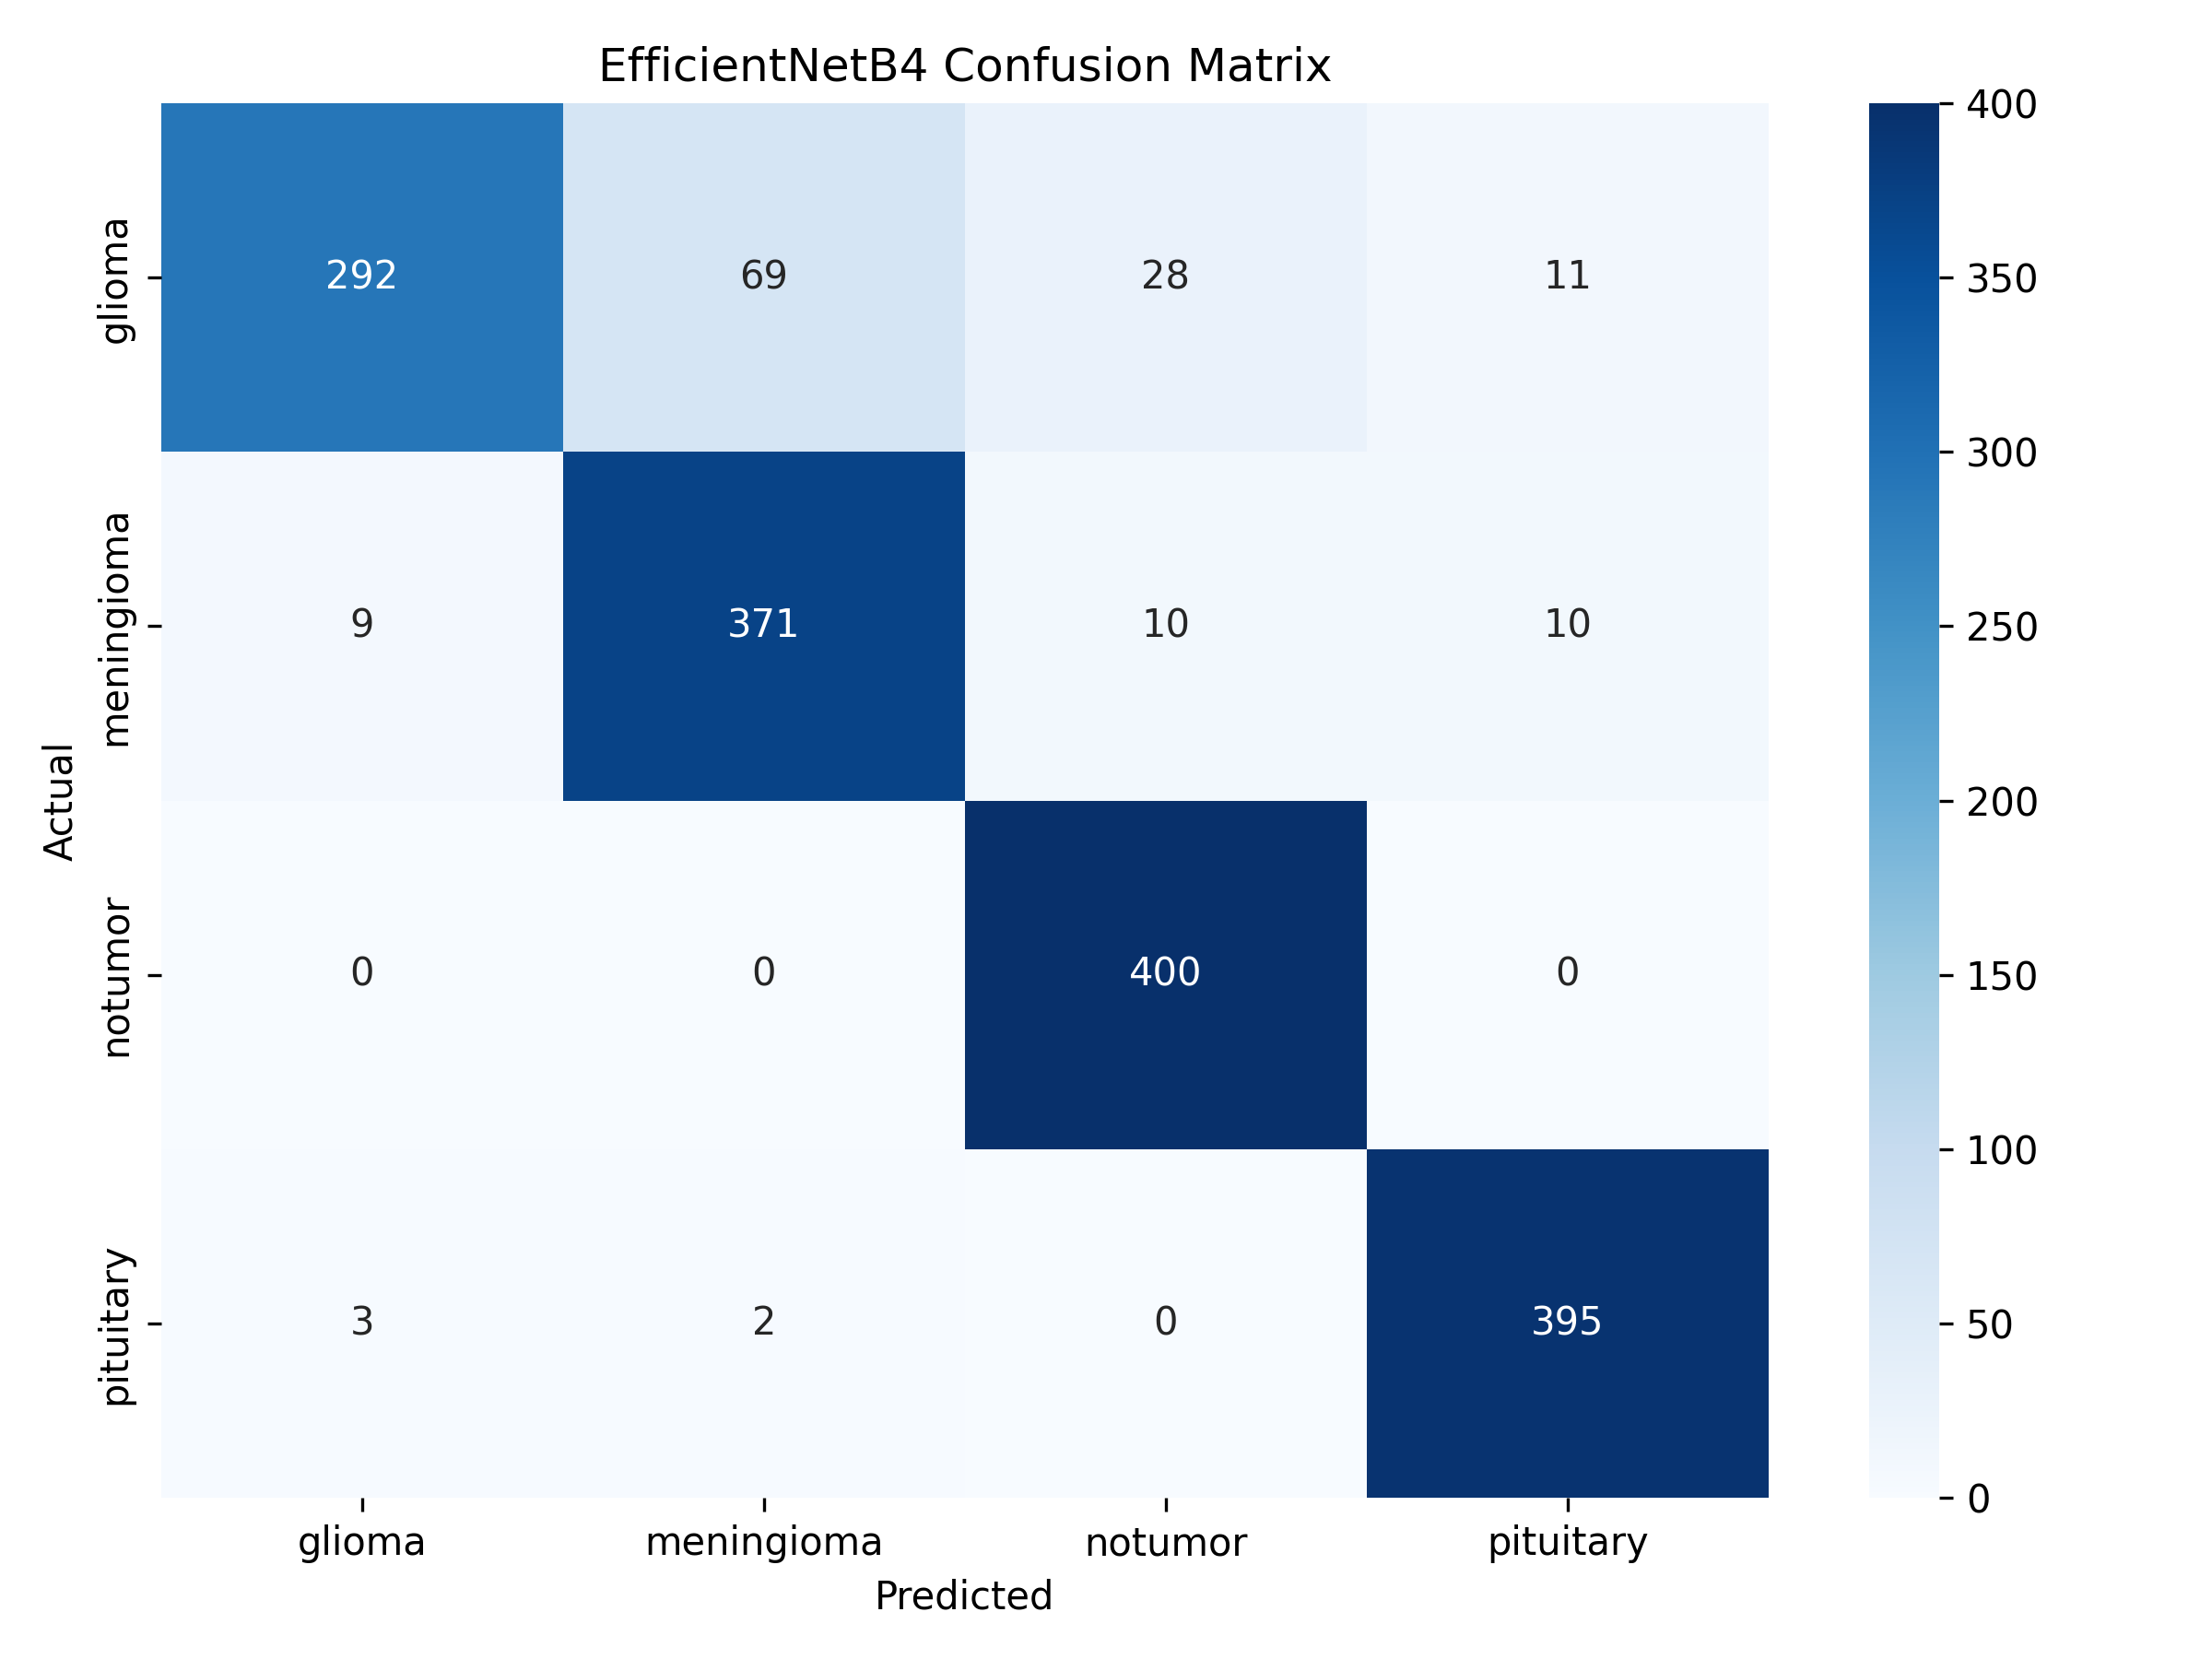 EfficientNetB4 Confusion Matrix
Actual
glioma 292 69 28 11
meningioma 9 371 10 10
notumor 0 0 400 0
pituitary 3 2 0 395
glioma meningioma notumor pituitary
Predicted
400
350
300
250
200
150
100
50
0